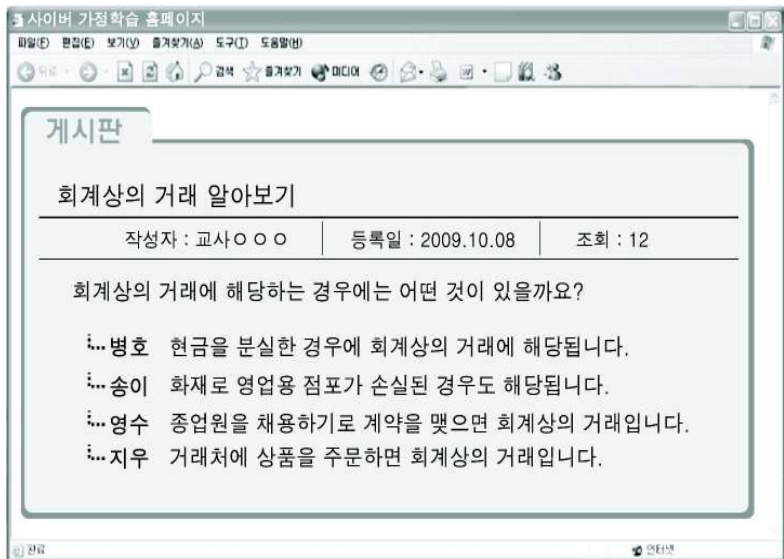 사이버 가정학습 홈페이지
파일(F) 편집(E) 보기(V) 즐겨찾기(A) 도구(T) 도움말(H)
뒤로 검색 즐겨찾기 미디어
게시판
회계상의 거래 알아보기
작성자 : 교사ㅇㅇㅇ 등록일 : 2009.10.08 조회 : 12
회계상의 거래에 해당하는 경우에는 어떤 것이 있을까요?
병호 현금을 분실한 경우에 회계상의 거래에 해당됩니다.
송이 화재로 영업용 점포가 손실된 경우도 해당됩니다.
영수 종업원을 채용하기로 계약을 맺으면 회계상의 거래입니다.
지우 거래처에 상품을 주문하면 회계상의 거래입니다.
완료 인터넷